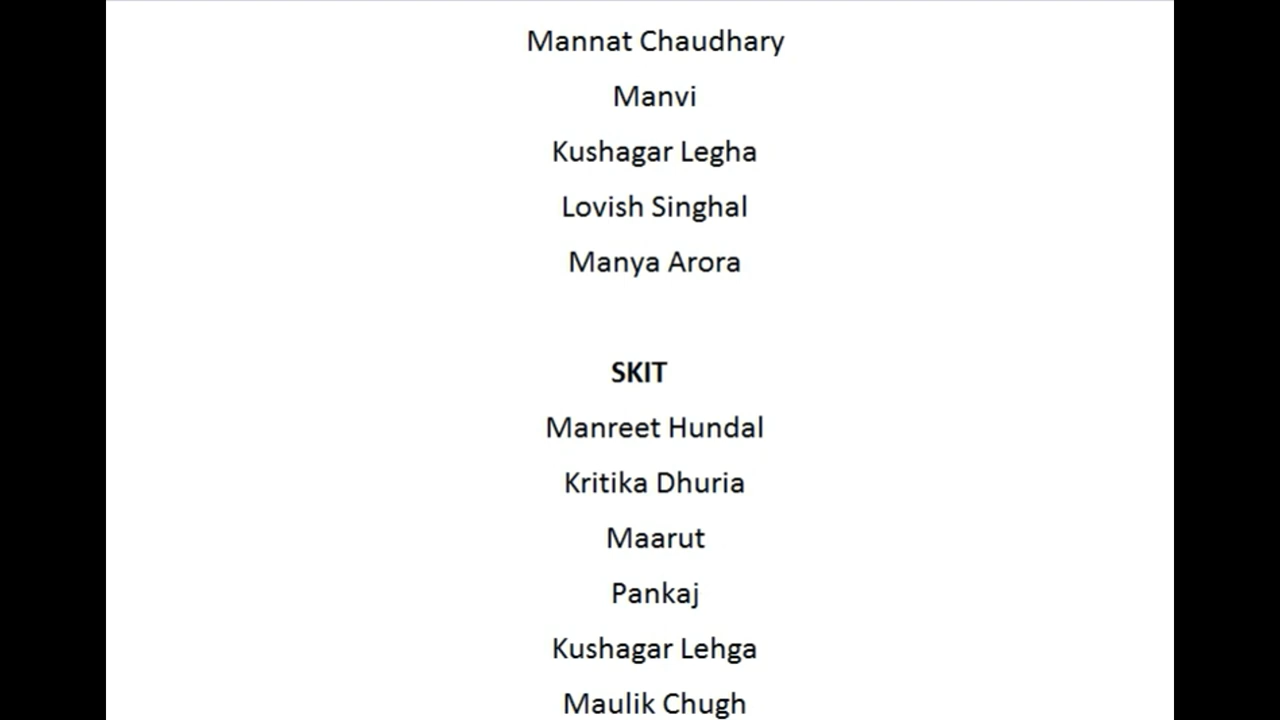 Mannat Chaudhary
Manvi
Kushagar Legha
Lovish Singhal
Manya Arora
SKIT
Manreet Hundal
Kritika Dhuria
Maarut
Pankaj
Kushagar Lehga
Maulik Chugh